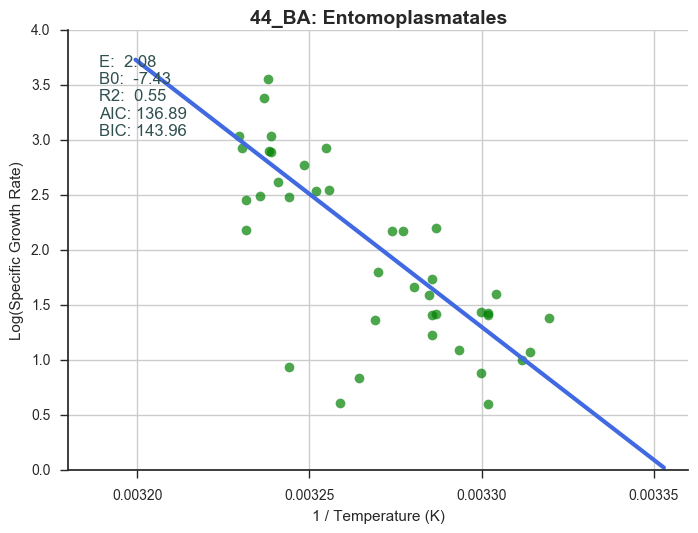 44_BA: Entomoplasmatales
4.0
3.5
3.0
2.5
2.0
1.5
1.0
0.5
0.0
E: 2.08
B0: -7.43
R2: 0.55
AIC: 136.89
BIC: 143.96
Log(Specific Growth Rate)
0.00320 0.00325 0.00330 0.00335
1 / Temperature (K)